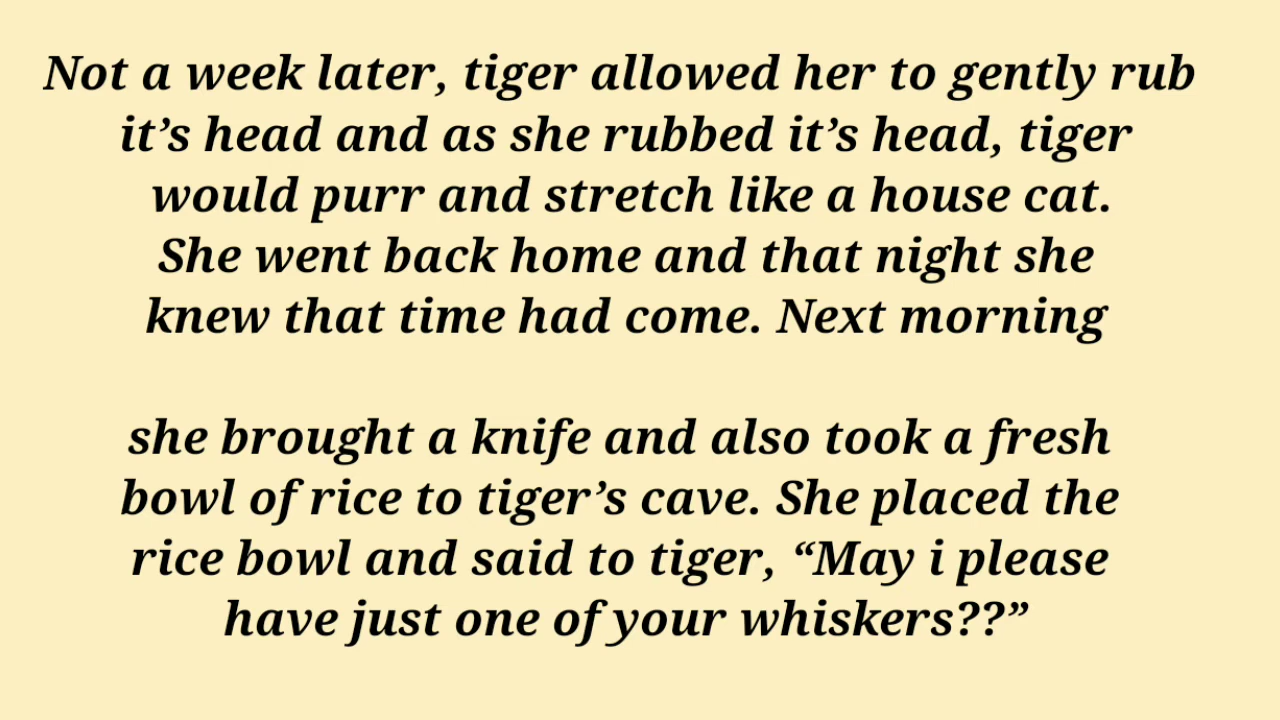 Not a week later, tiger allowed her to gently rub
it’s head and as she rubbed it’s head, tiger
would purr and stretch like a house cat.
She went back home and that night she
knew that time had come. Next morning
she brought a knife and also took a fresh
bowl of rice to tiger’s cave. She placed the
rice bowl and said to tiger, “May i please
have just one of your whiskers??”